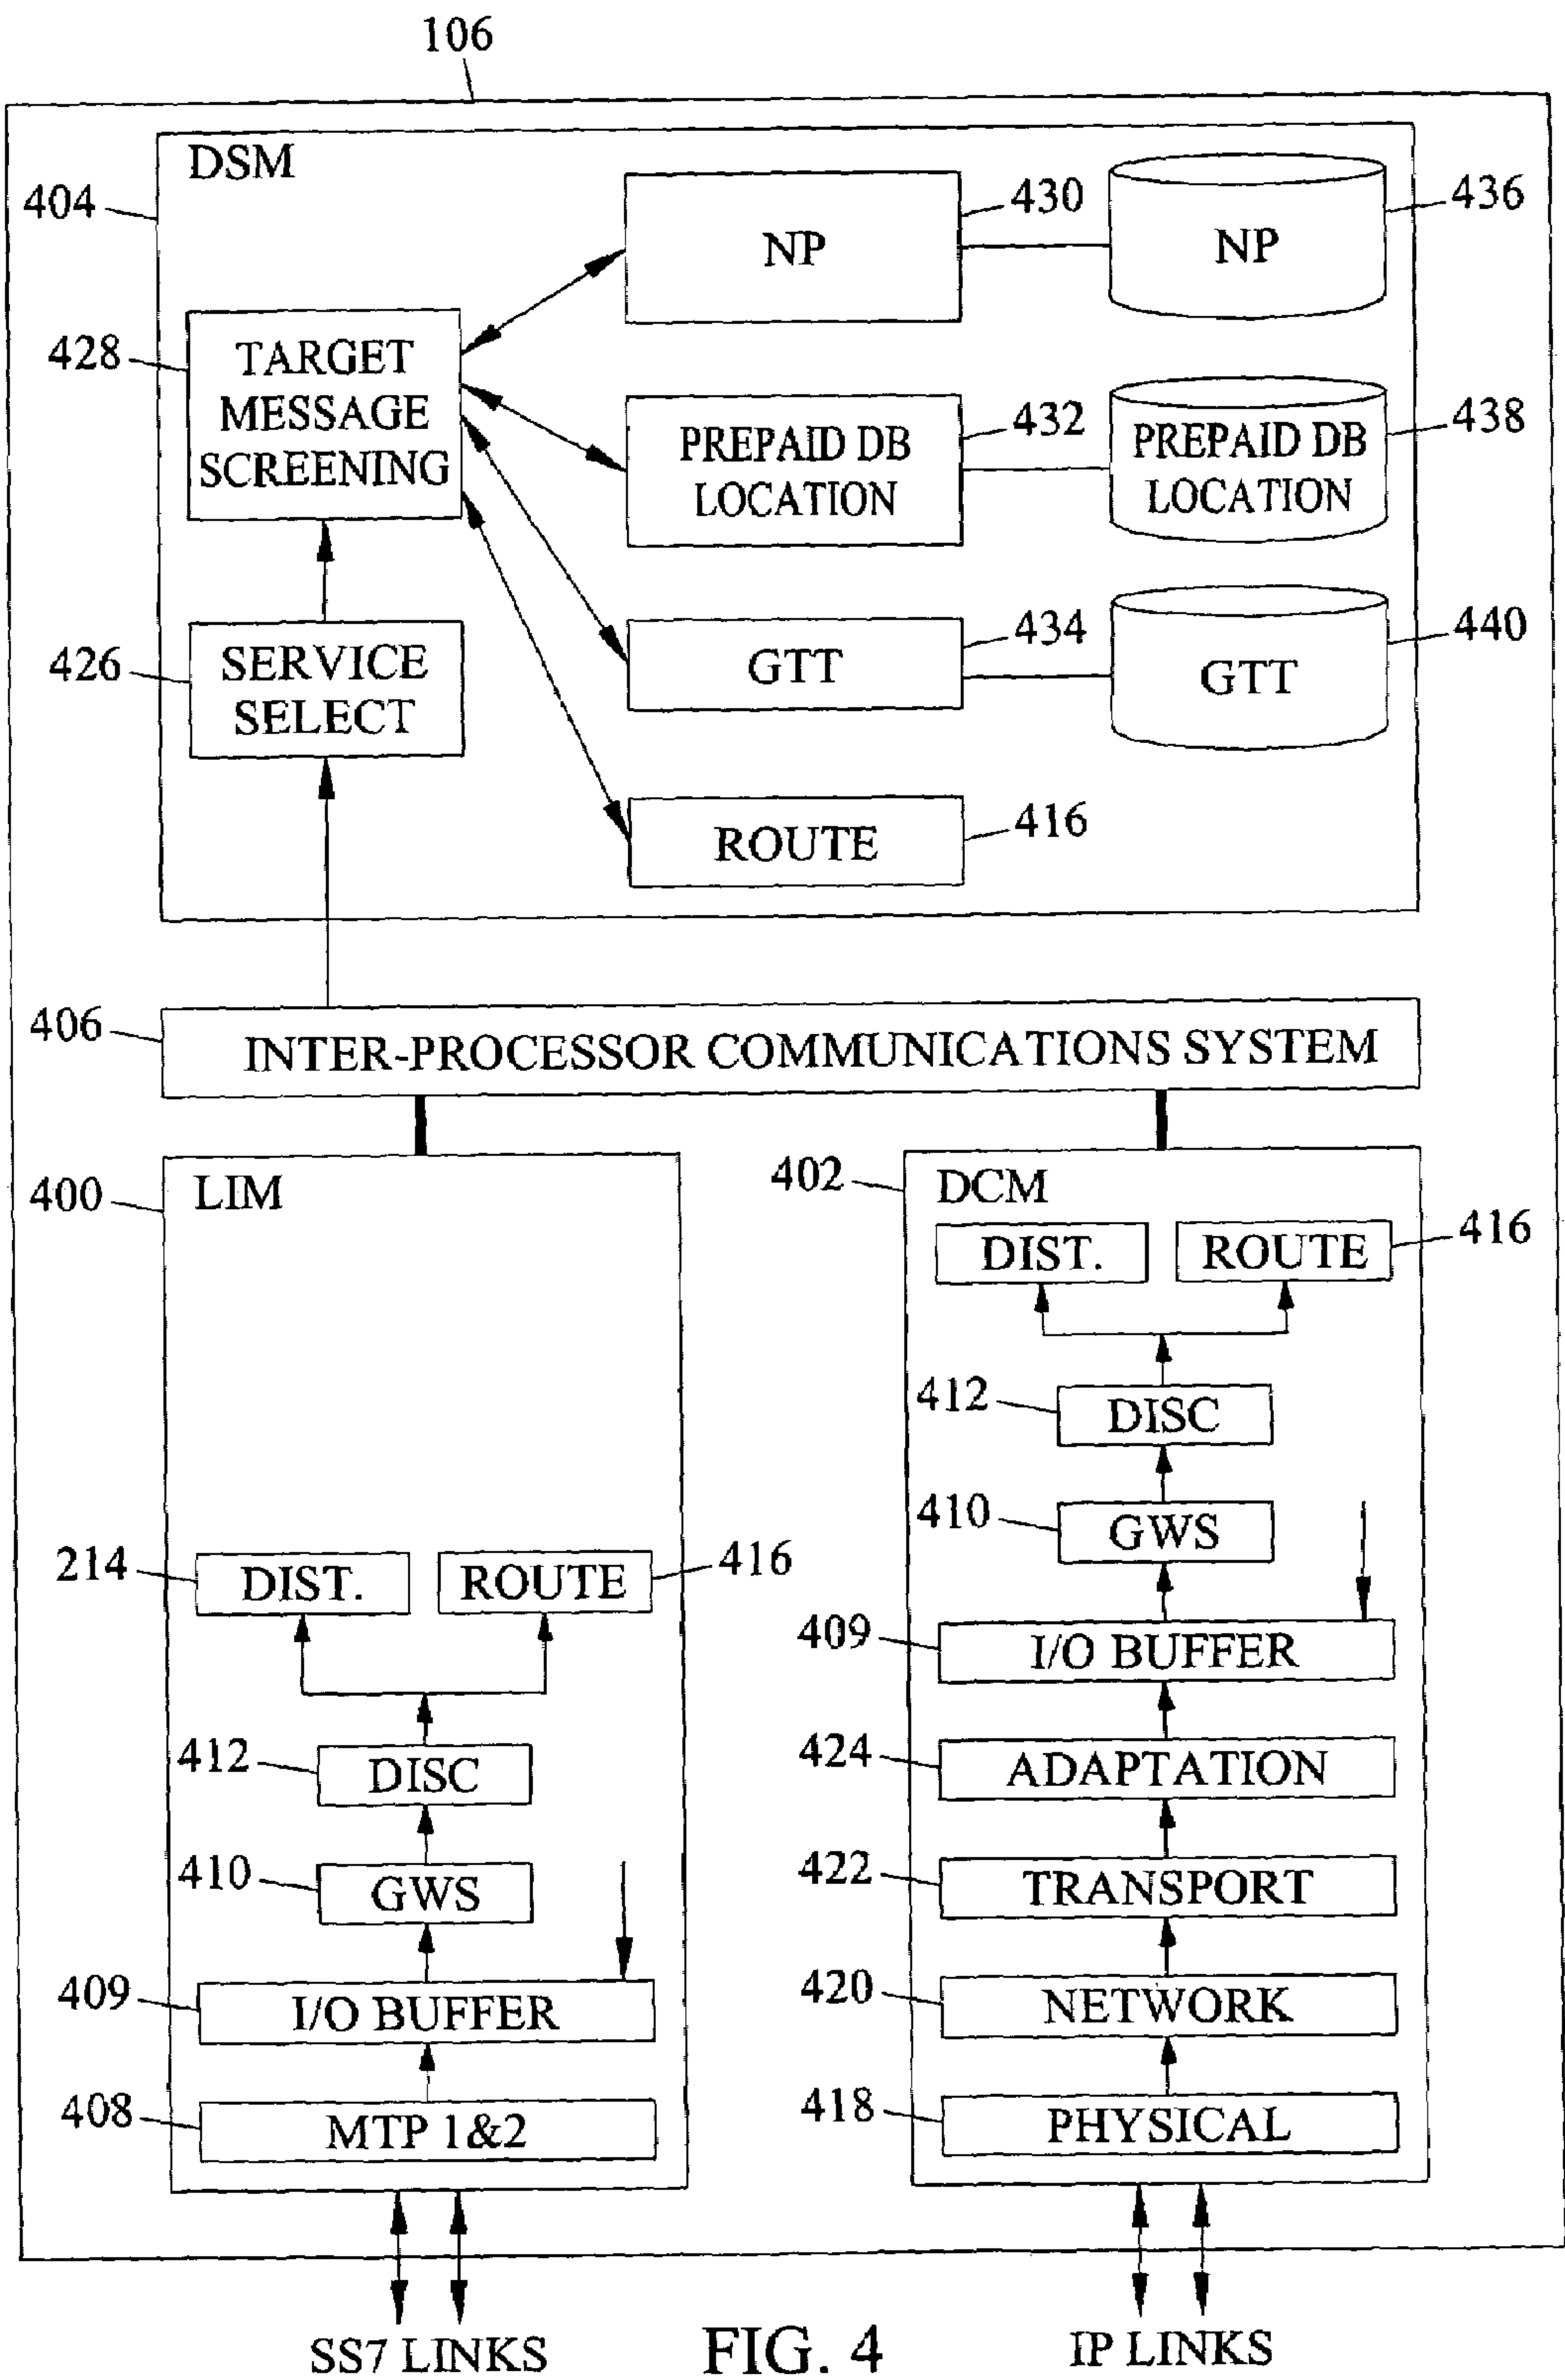 106
DSM
404
NP
430
NP
436
428
TARGET
MESSAGE
SCREENING
PREPAID DB
LOCATION
432
PREPAID DB
LOCATION
438
426
SERVICE
SELECT
GTT
434
GTT
440
ROUTE
416
406
INTER-PROCESSOR COMMUNICATIONS SYSTEM
400
LIM
214
DIST.
ROUTE
416
412
DISC
410
GWS
409
I/O BUFFER
408
MTP 1&2
402
DCM
DIST.
ROUTE
416
412
DISC
410
GWS
409
I/O BUFFER
424
ADAPTATION
422
TRANSPORT
420
NETWORK
418
PHYSICAL
SS7 LINKS
FIG. 4
IP LINKS